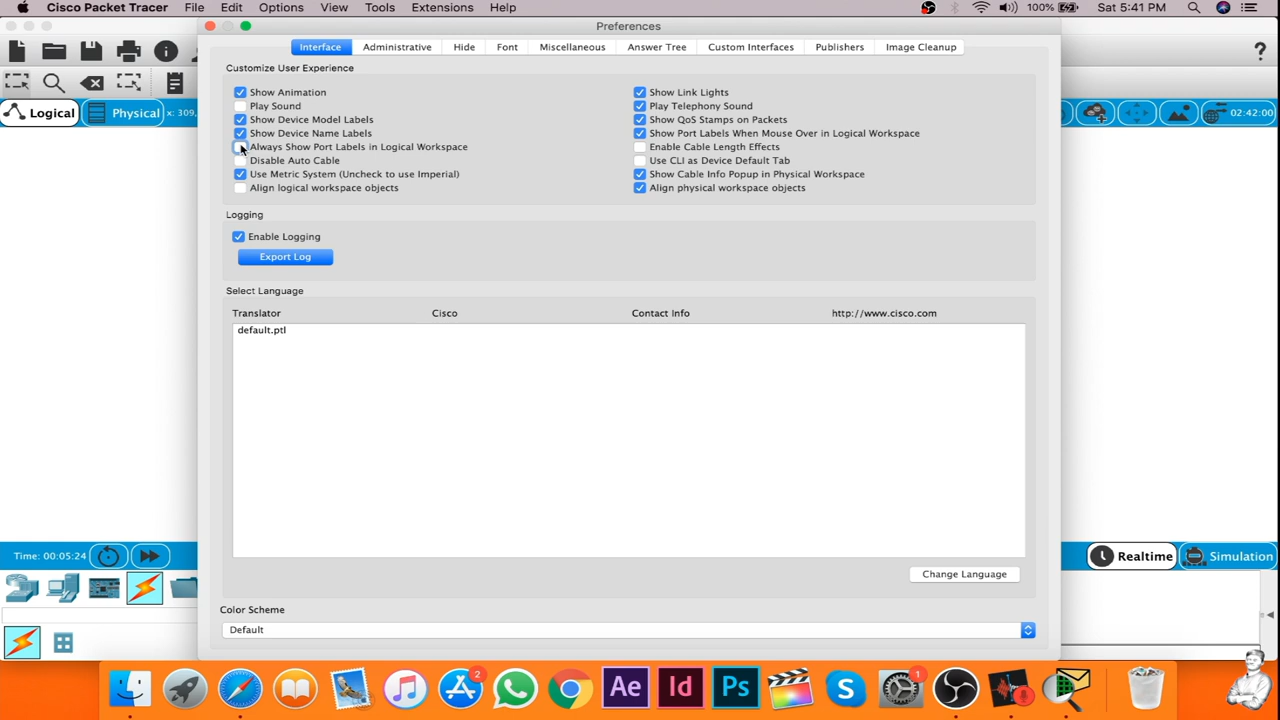 Cisco Packet Tracer File Edit Options View Tools Extensions Help 100% Sat 5:41 PM
Preferences
Interface Administrative Hide Font Miscellaneous Answer Tree Custom Interfaces Publishers Image Cleanup
Customize User Experience
Show Animation
Play Sound
Show Device Model Labels
Show Device Name Labels
Always Show Port Labels in Logical Workspace
Disable Auto Cable
Use Metric System (Uncheck to use Imperial)
Align logical workspace objects
Show Link Lights
Play Telephony Sound
Show QoS Stamps on Packets
Show Port Labels When Mouse Over in Logical Workspace
Enable Cable Length Effects
Use CLI as Device Default Tab
Show Cable Info Popup in Physical Workspace
Align physical workspace objects
Logical Physical x: 309,
02:42:00
Logging
Enable Logging
Export Log
Select Language
Translator Cisco Contact Info http://www.cisco.com
default.ptl
Change Language
Time: 00:05:24
Realtime Simulation
Color Scheme
Default
2
Ae
Id
Ps
1